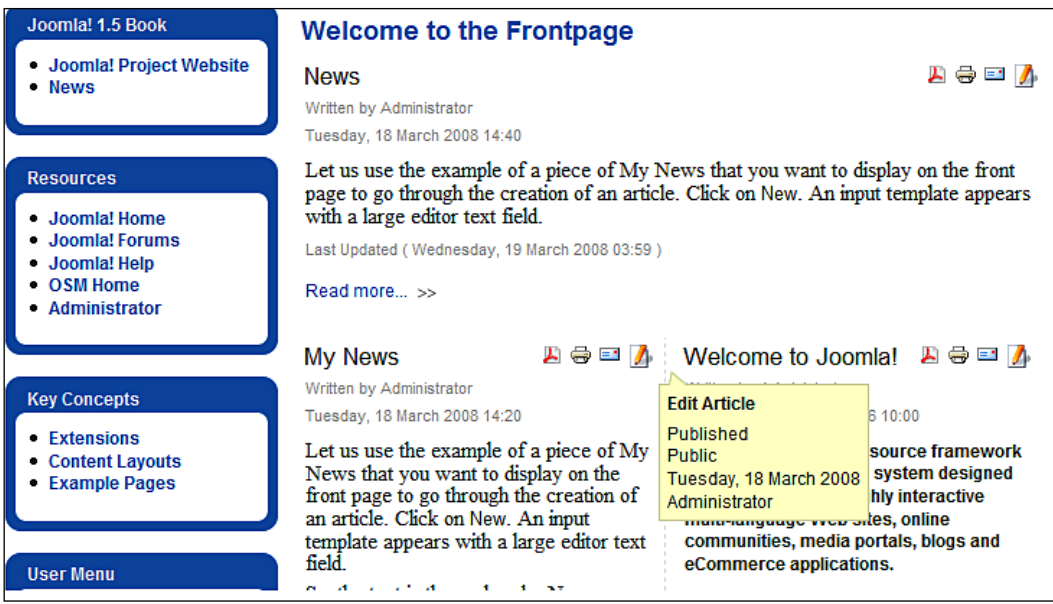 Joomla! 1.5 Book
Joomla! Project Website
News
Resources
Joomla! Home
Joomla! Forums
Joomla! Help
OSM Home
Administrator
Key Concepts
Extensions
Content Layouts
Example Pages
User Menu
Welcome to the Frontpage
News
Written by Administrator
Tuesday, 18 March 2008 14:40
Let us use the example of a piece of My News that you want to display on the front
page to go through the creation of an article. Click on New. An input template appears
with a large editor text field.
Last Updated ( Wednesday, 19 March 2008 03:59 )
Read more... >>
My News
Written by Administrator
Tuesday, 18 March 2008 14:20
Let us use the example of a piece of My
News that you want to display on the
front page to go through the creation of
an article. Click on New. An input
template appears with a large editor text
field.
Edit Article
Published
Public
Tuesday, 18 March 2008
Administrator
Welcome to Joomla!
6 10:00
source framework
system designed
hly interactive
multi-language Web sites, online
communities, media portals, blogs and
eCommerce applications.